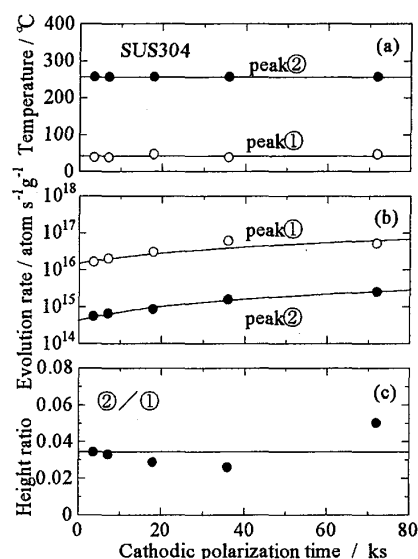 Temperature / ℃
400
300
200
100
0
SUS304
(a)
peak②
peak①
Evolution rate / atom s⁻¹g⁻¹
10¹⁸
10¹⁷
10¹⁶
10¹⁵
10¹⁴
(b)
peak①
peak②
Height ratio
0.08
0.06
0.04
0.02
0
②／①
(c)
0 20 40 60 80
Cathodic polarization time / ks